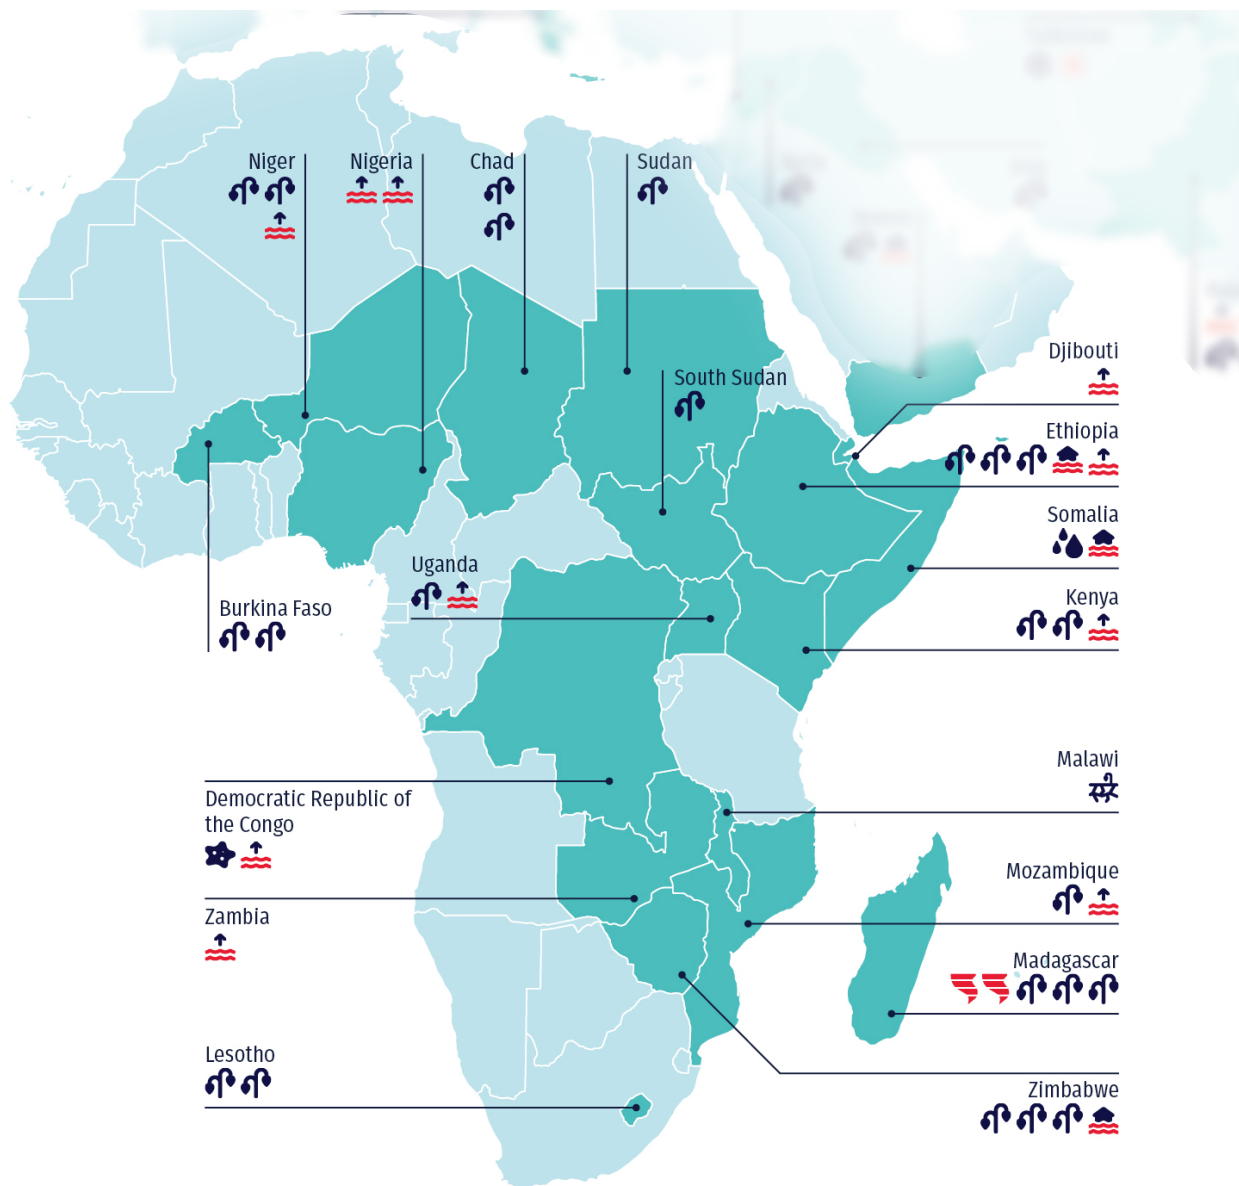 Niger
Nigeria
Chad
Sudan
South Sudan
Djibouti
Ethiopia
Somalia
Uganda
Kenya
Burkina Faso
Malawi
Democratic Republic of
the Congo
Mozambique
Zambia
Madagascar
Lesotho
Zimbabwe